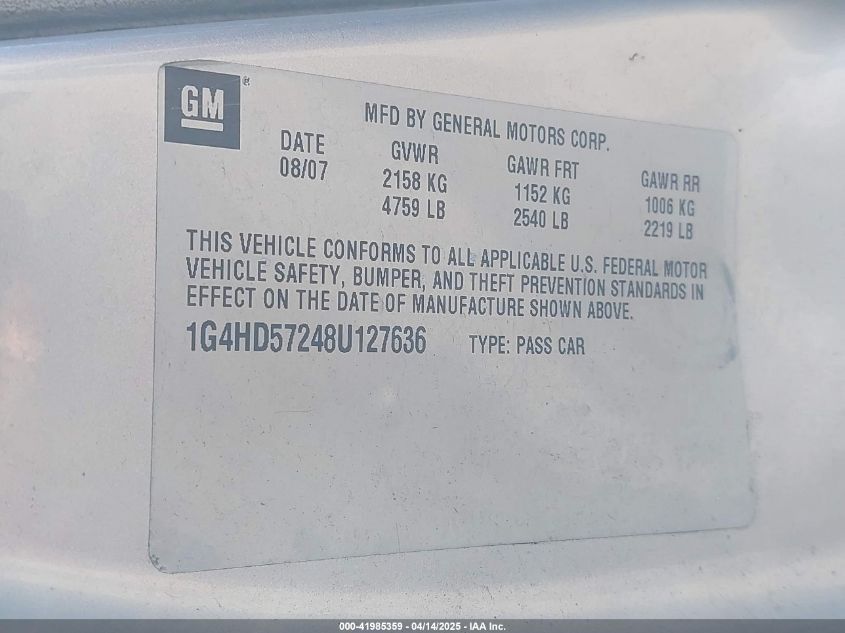 GM®
MFD BY GENERAL MOTORS CORP.
DATE GVWR GAWR FRT GAWR RR
08/07 2158 KG 1152 KG 1006 KG
4759 LB 2540 LB 2219 LB
THIS VEHICLE CONFORMS TO ALL APPLICABLE U.S. FEDERAL MOTOR
VEHICLE SAFETY, BUMPER, AND THEFT PREVENTION STANDARDS IN
EFFECT ON THE DATE OF MANUFACTURE SHOWN ABOVE.
1G4HD57248U127636 TYPE: PASS CAR
000-41985359 - 04/14/2025 - IAA Inc.